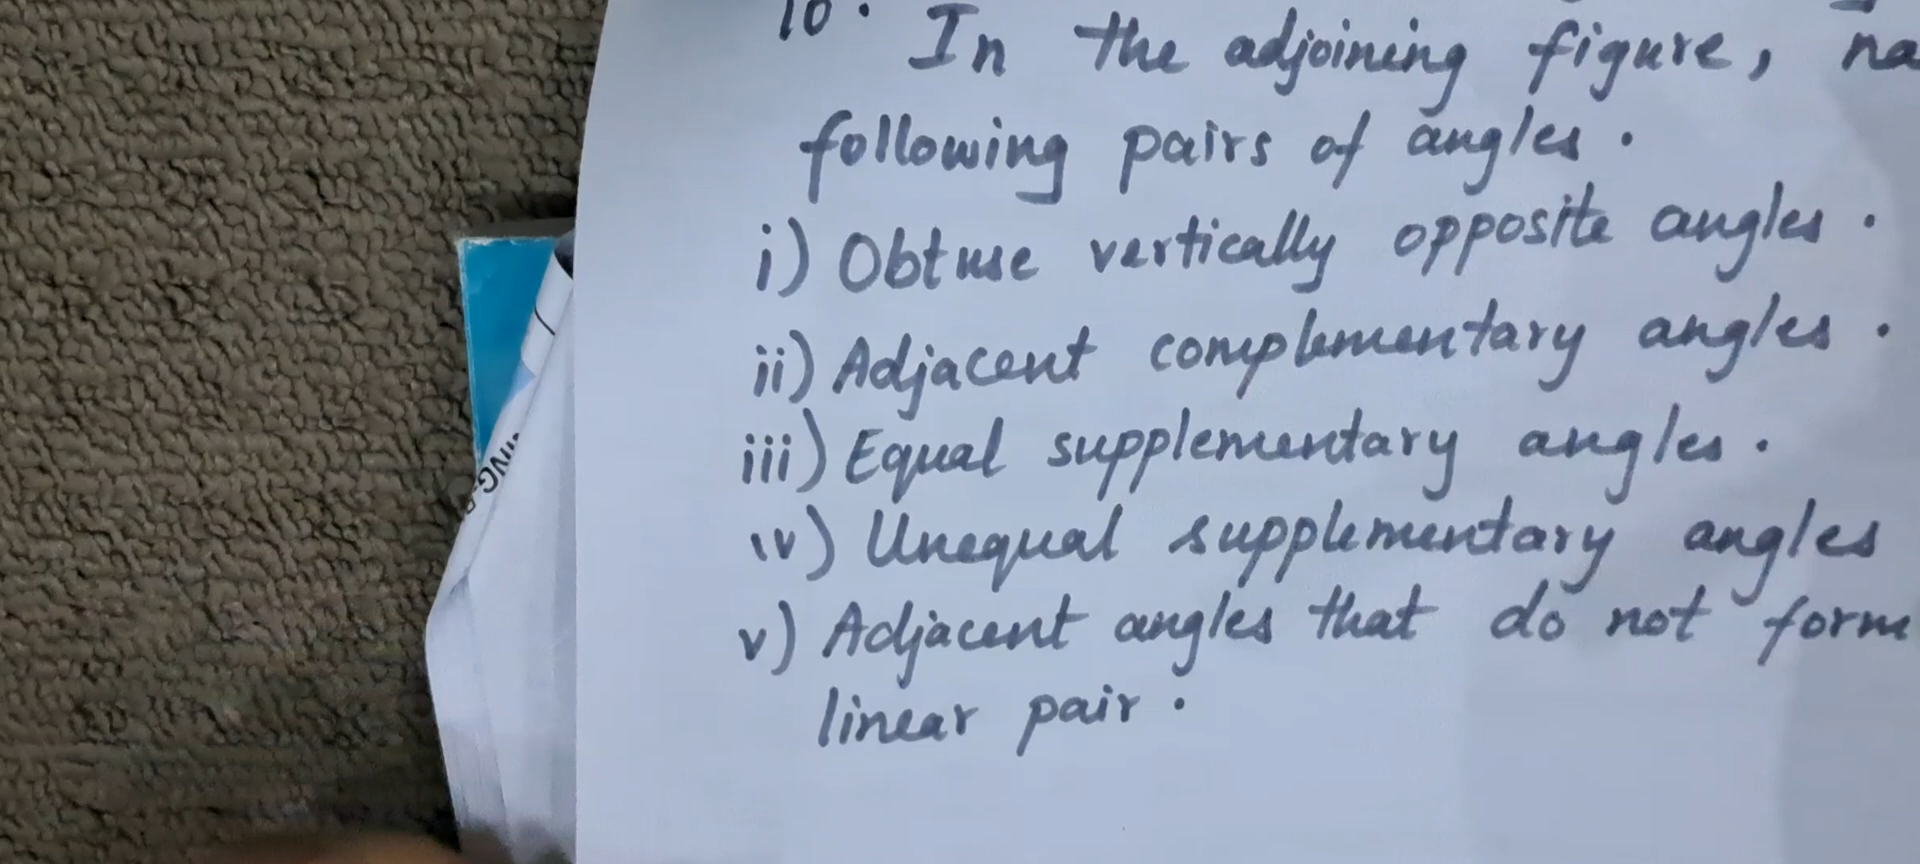 10. In the adjoining figure, na
following pairs of angles.
i) Obtuse vertically opposite angles.
ii) Adjacent complementary angles.
iii) Equal supplementary angles.
iv) Unequal supplementary angles
v) Adjacent angles that do not form
linear pair.